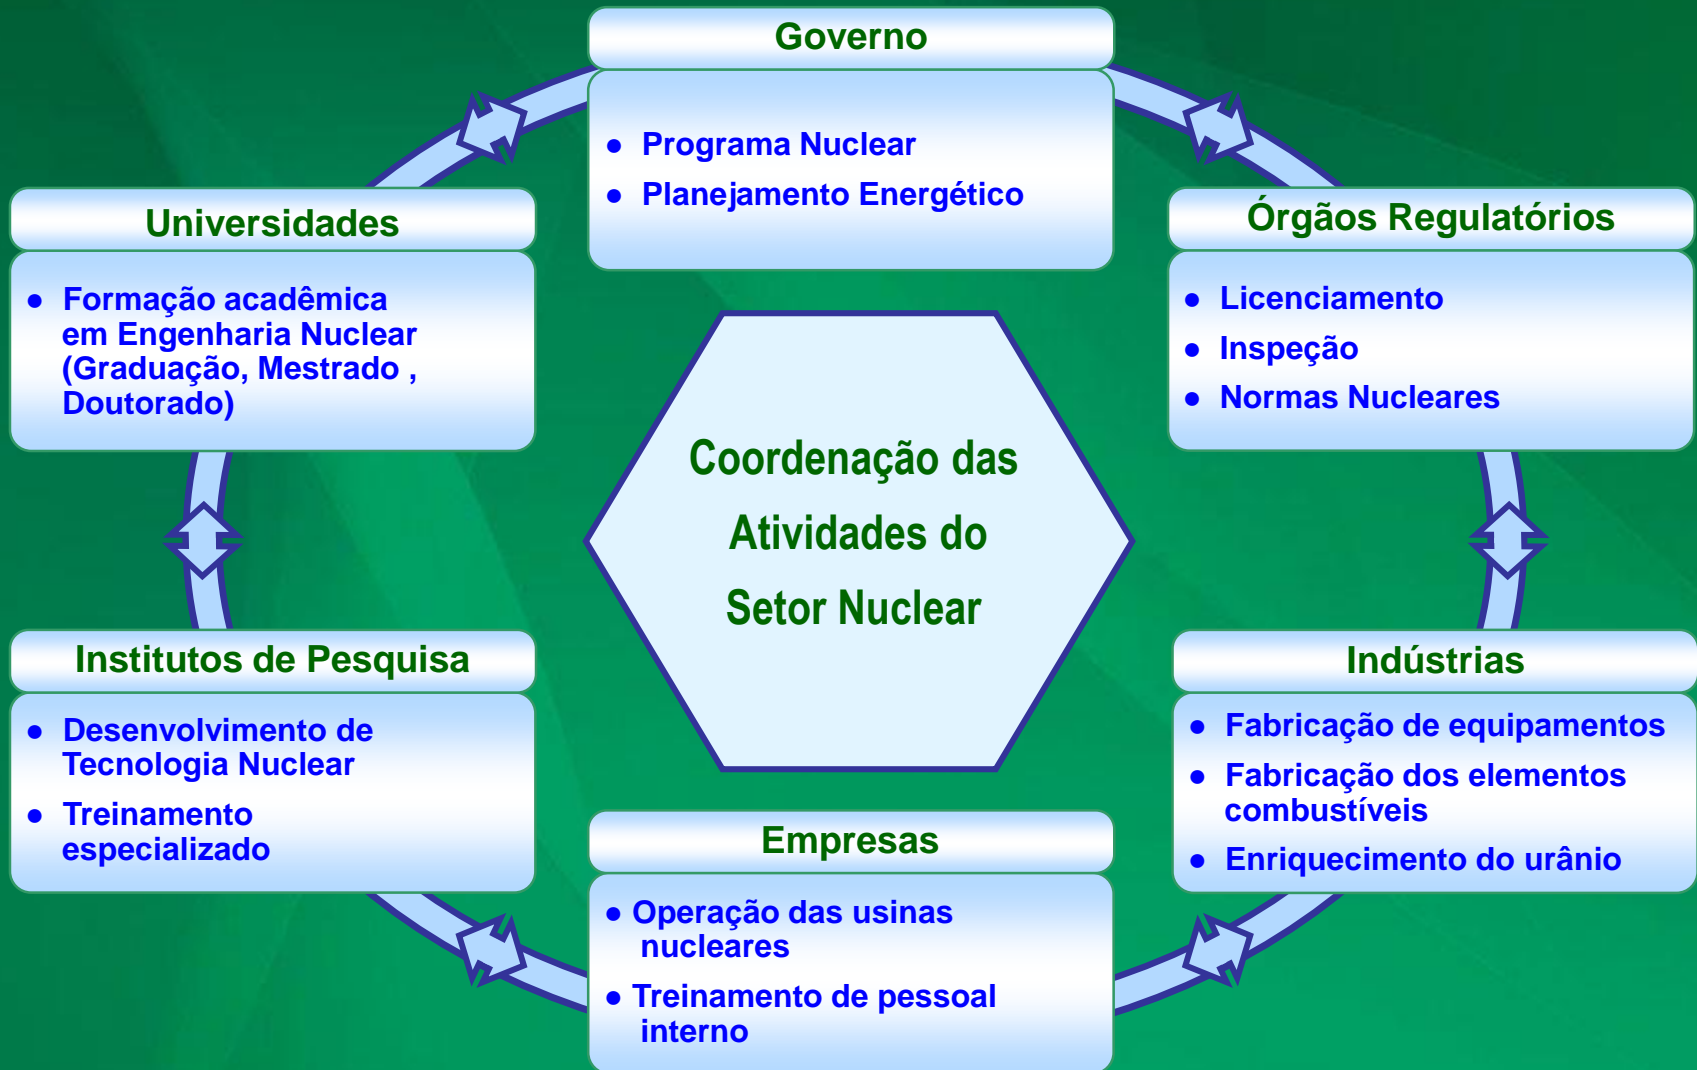 Governo
● Programa Nuclear
● Planejamento Energético
Universidades
● Formação acadêmica
em Engenharia Nuclear
(Graduação, Mestrado ,
Doutorado)
Órgãos Regulatórios
● Licenciamento
● Inspeção
● Normas Nucleares
Coordenação das
Atividades do
Setor Nuclear
Institutos de Pesquisa
● Desenvolvimento de
Tecnologia Nuclear
● Treinamento
especializado
Indústrias
● Fabricação de equipamentos
● Fabricação dos elementos
combustíveis
● Enriquecimento do urânio
Empresas
● Operação das usinas
nucleares
● Treinamento de pessoal
interno